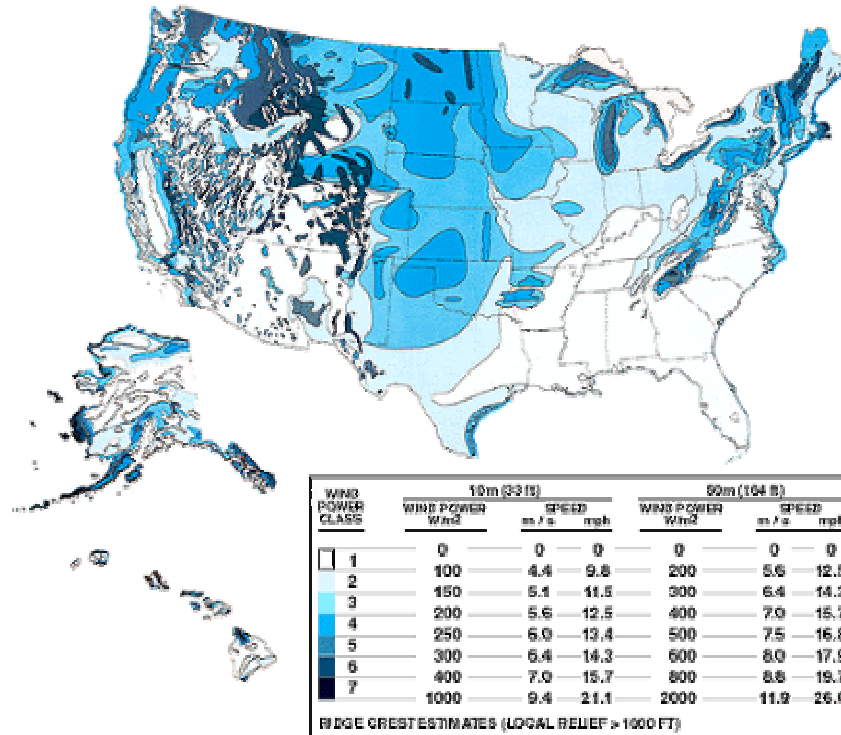 WIND POWER CLASS 10m (33 ft) 50m (164 ft)
WIND POWER W/m2 SPEED m / s mph WIND POWER W/m2 SPEED m / s mph
0 0 0 0 0 0
1
100 4.4 9.8 200 5.6
2
150 5.1 11.5 300 6.4
3
200 5.6 12.5 400 7.0
4
250 6.0 13.4 500 7.5
5
300 6.4 14.3 600 8.0
6
400 7.0 15.7 800 8.8
7
1000 9.4 21.1 2000
RIDGE CREST ESTIMATES (LOCAL RELIEF > 1000 FT)